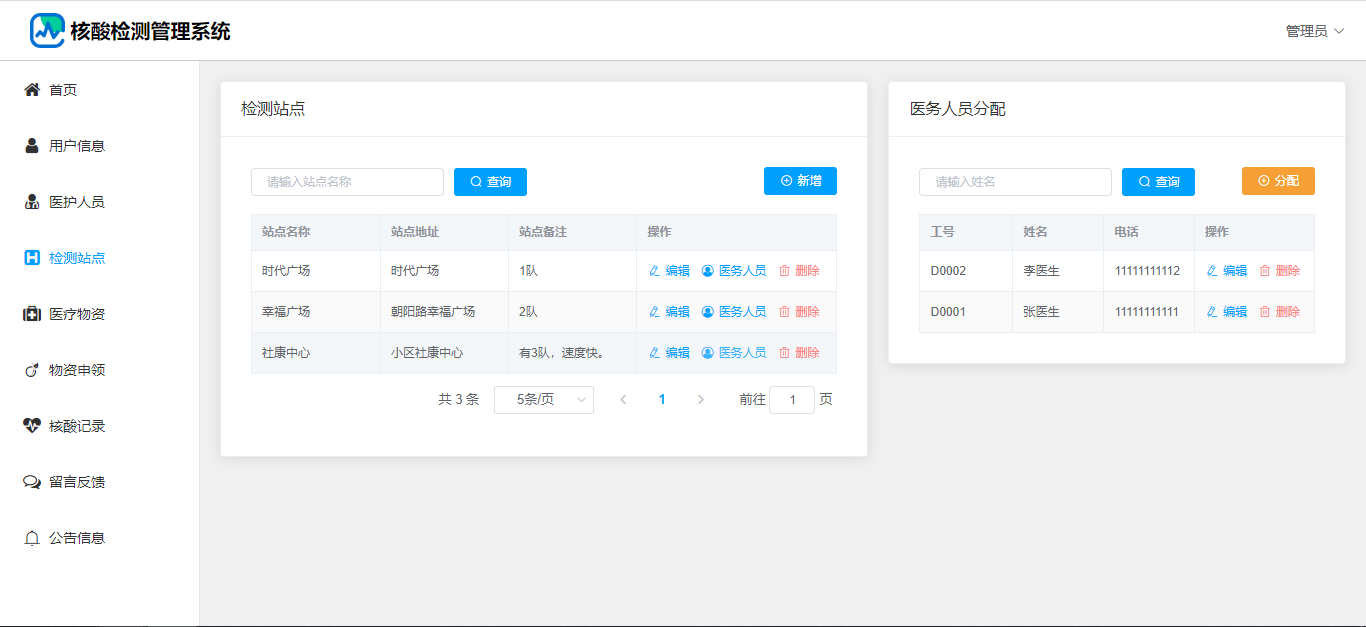 核酸检测管理系统
管理员
首页
用户信息
医护人员
检测站点
医疗物资
物资申领
核酸记录
留言反馈
公告信息
检测站点
请输入站点名称 查询 新增
站点名称 站点地址 站点备注 操作
时代广场 时代广场 1队 编辑 医务人员 删除
幸福广场 朝阳路幸福广场 2队 编辑 医务人员 删除
社康中心 小区社康中心 有3队，速度快。 编辑 医务人员 删除
共 3 条 5条/页 1 前往 1 页
医务人员分配
请输入姓名 查询 分配
工号 姓名 电话 操作
D0002 李医生 11111111112 编辑 删除
D0001 张医生 11111111111 编辑 删除